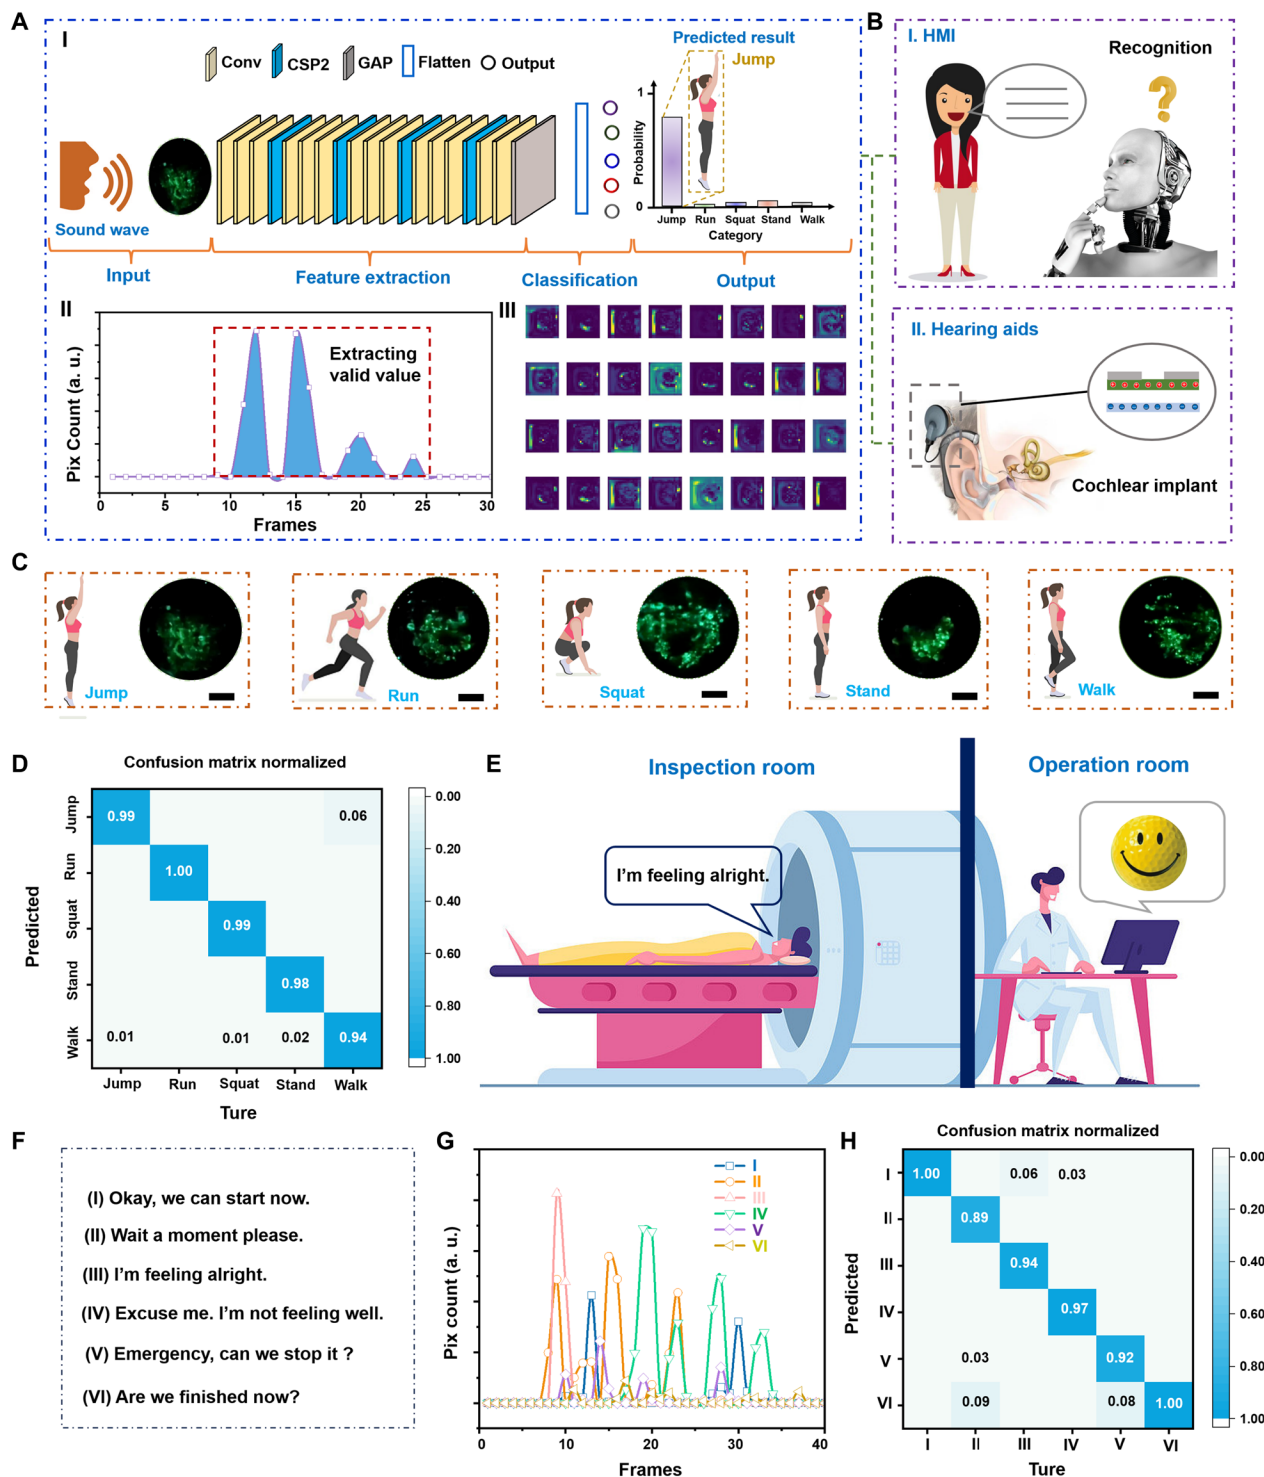 A
I
Conv
CSP2
GAP
Flatten
Output
Predicted result
Jump
Sound wave
1
0
Probability
Jump
Run
Squat
Stand
Walk
Category
Input
Feature extraction
Classification
Output
II
Extracting
valid value
Pix Count (a. u.)
0 5 10 15 20 25 30
Frames
III
B
I. HMI
Recognition
?
II. Hearing aids
Cochlear implant
C
Jump
Run
Squat
Stand
Walk
D
Confusion matrix normalized
Predicted
Jump
Run
Squat
Stand
Walk
0.99 0.06
1.00
0.99
0.98
0.01 0.01 0.02 0.94
Jump Run Squat Stand Walk
Ture
0.00
0.20
0.40
0.60
0.80
1.00
E
Inspection room
Operation room
I'm feeling alright.
F
(I) Okay, we can start now.
(II) Wait a moment please.
(III) I'm feeling alright.
(IV) Excuse me. I'm not feeling well.
(V) Emergency, can we stop it ?
(VI) Are we finished now?
G
Pix count (a. u.)
I
II
III
IV
V
VI
0 10 20 30 40
Frames
H
Confusion matrix normalized
Predicted
I
II
III
IV
V
VI
1.00 0.06 0.03
0.89
0.94
0.97
0.03 0.92
0.09 0.08 1.00
I II III IV V VI
Ture
0.00
0.20
0.40
0.60
0.80
1.00